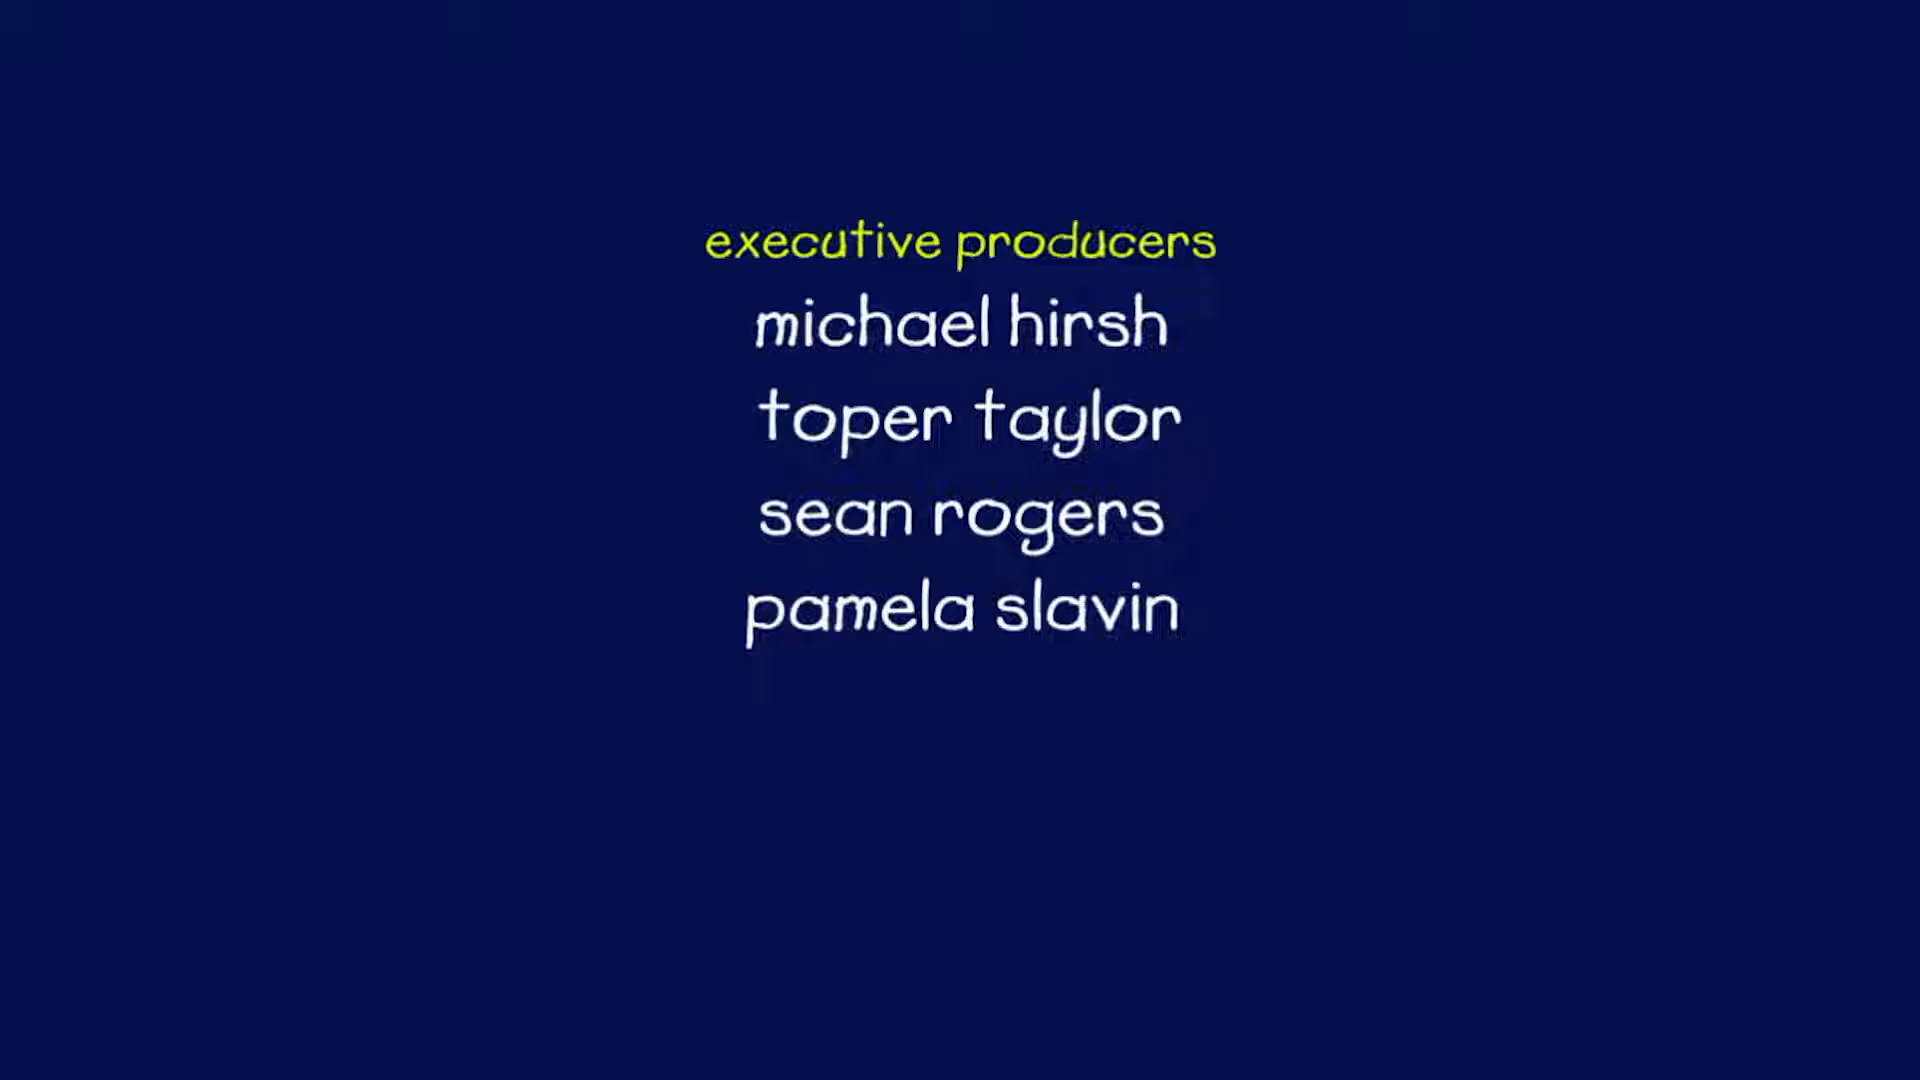 executive producers
michael hirsh
toper taylor
sean rogers
pamela slavin